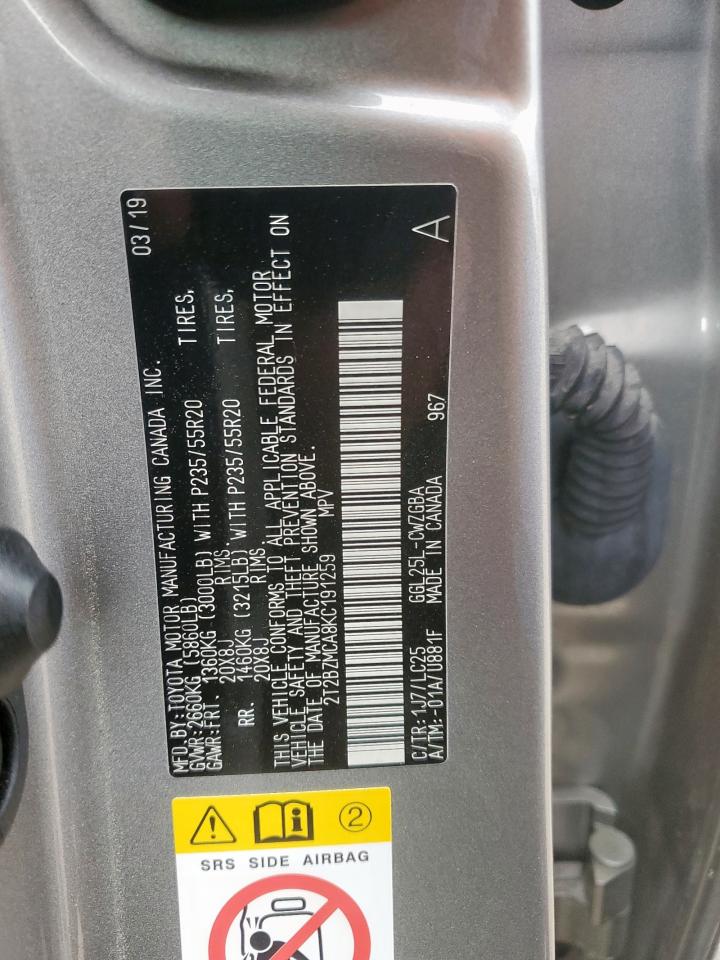 MFD.BY:TOYOTA MOTOR MANUFACTURING CANADA INC. 03/19
GVWR:2660KG (5860LB)
GAWR:FRT. 1360KG (3000LB) WITH P235/55R20 TIRES,
20X8J RIMS
RR. 1460KG (3215LB) WITH P235/55R20 TIRES,
20X8J RIMS
THIS VEHICLE CONFORMS TO ALL APPLICABLE FEDERAL MOTOR
VEHICLE SAFETY AND THEFT PREVENTION STANDARDS IN EFFECT ON
THE DATE OF MANUFACTURE SHOWN ABOVE.
2T2BZMCA8KC191259 MPV
C/TR:1J7/LC25 GGL25L-CWZGBA
A/TM:-01A/U881F MADE IN CANADA 967 A
2
SRS SIDE AIRBAG